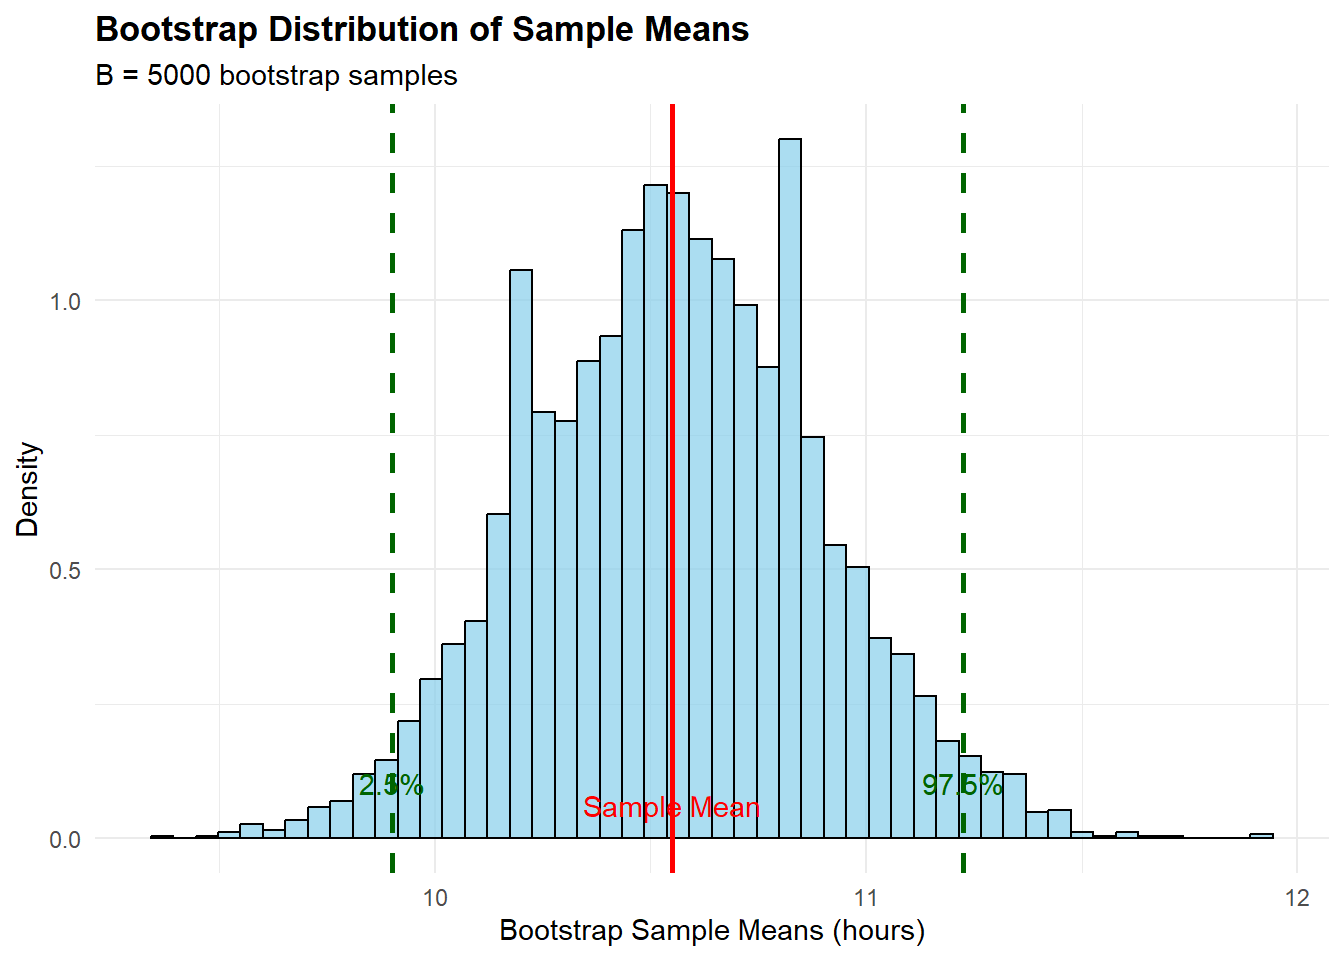 Bootstrap Distribution of Sample Means
B = 5000 bootstrap samples
1.0
0.5
0.0
Density
2.5%
97.5%
Sample Mean
10
11
12
Bootstrap Sample Means (hours)